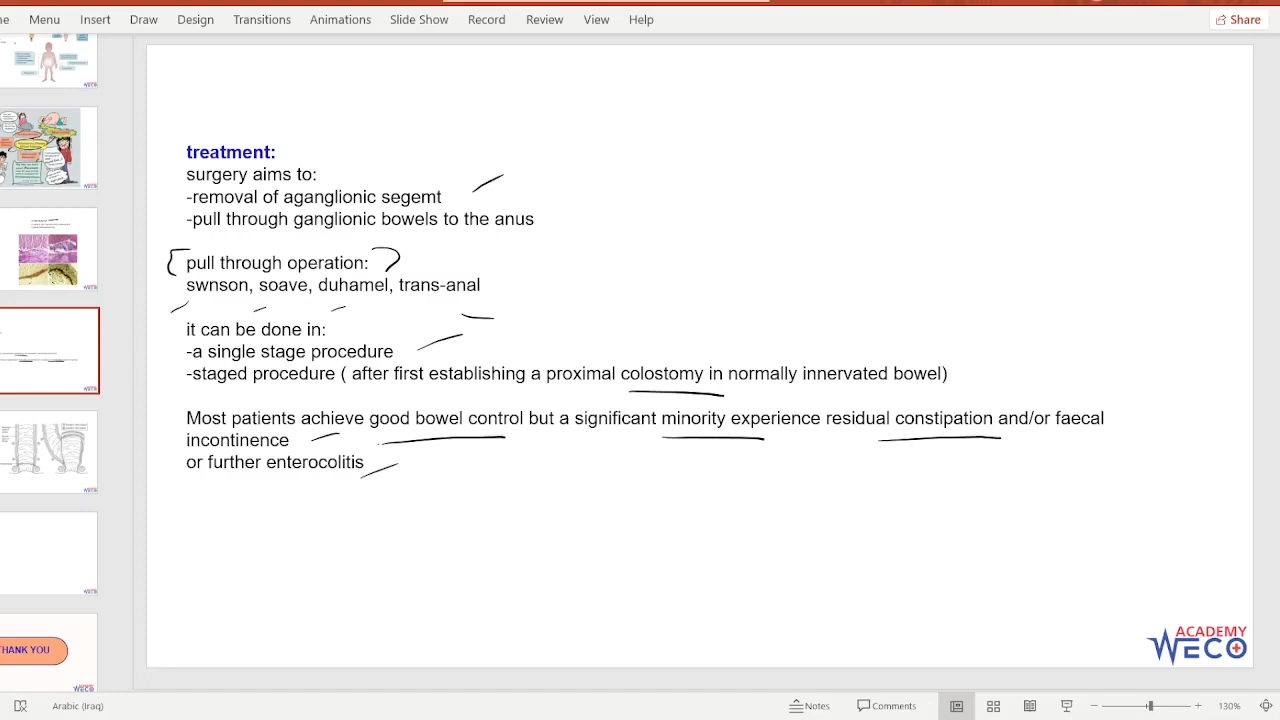 Menu Insert Draw Design Transitions Animations Slide Show Record Review View Help Share
treatment:
surgery aims to:
-removal of aganglionic segemt
-pull through ganglionic bowels to the anus
pull through operation:
swnson, soave, duhamel, trans-anal
it can be done in:
-a single stage procedure
-staged procedure ( after first establishing a proximal colostomy in normally innervated bowel)
Most patients achieve good bowel control but a significant minority experience residual constipation and/or faecal
incontinence
or further enterocolitis
ACADEMY
WECO
THANK YOU
WECO
Arabic (Iraq) Notes Comments 130%